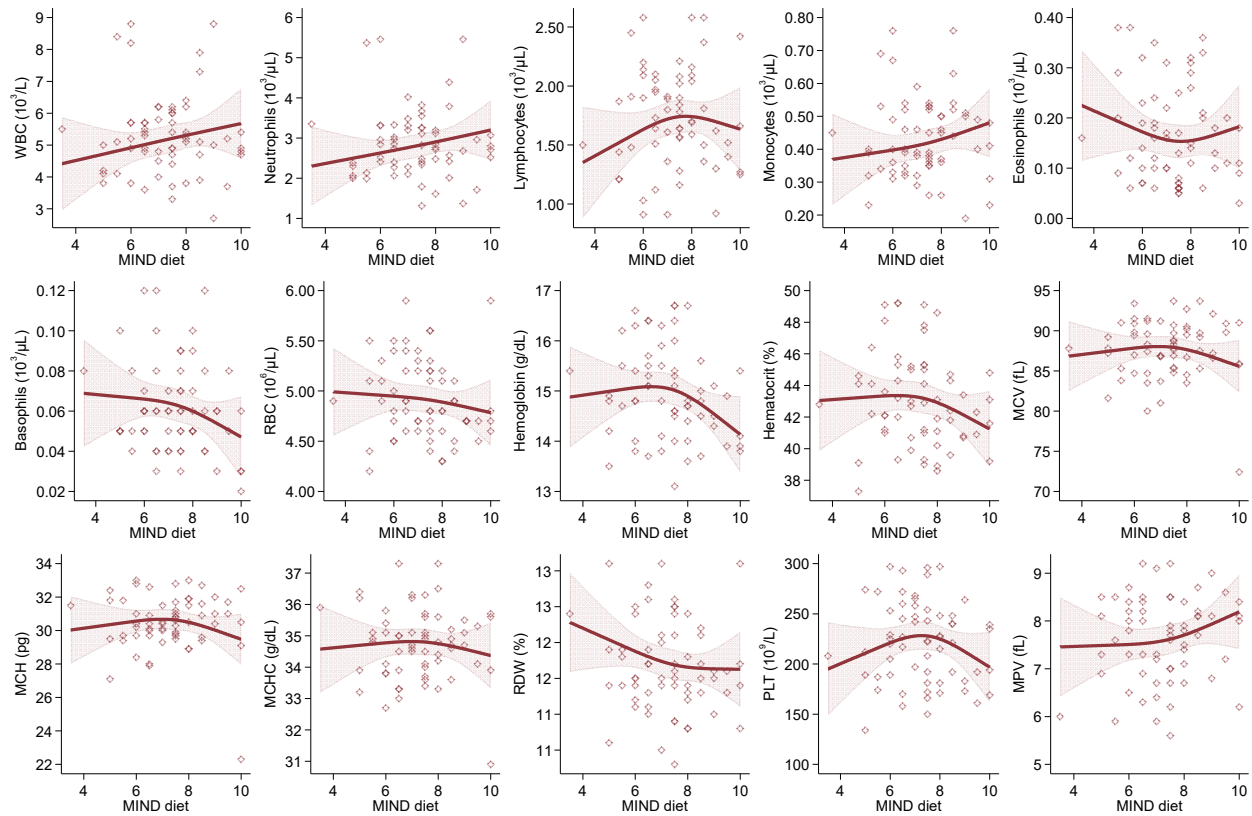 WBC (10³/L)
9
8
7
6
5
4
3
4 6 8 10
MIND diet
Neutrophils (10³/μL)
6
5
4
3
2
1
4 6 8 10
MIND diet
Lymphocytes (10³/μL)
2.50
2.00
1.50
1.00
4 6 8 10
MIND diet
Monocytes (10³/μL)
0.80
0.70
0.60
0.50
0.40
0.30
0.20
4 6 8 10
MIND diet
Eosinophils (10³/μL)
0.40
0.30
0.20
0.10
0.00
4 6 8 10
MIND diet
Basophils (10³/μL)
0.12
0.10
0.08
0.06
0.04
0.02
4 6 8 10
MIND diet
RBC (10⁶/μL)
6.00
5.50
5.00
4.50
4.00
4 6 8 10
MIND diet
Hemoglobin (g/dL)
17
16
15
14
13
4 6 8 10
MIND diet
Hematocrit (%)
50
48
46
44
42
40
38
4 6 8 10
MIND diet
MCV (fL)
95
90
85
80
75
70
4 6 8 10
MIND diet
MCH (pg)
34
32
30
28
26
24
22
4 6 8 10
MIND diet
MCHC (g/dL)
37
36
35
34
33
32
31
4 6 8 10
MIND diet
RDW (%)
13
13
12
12
11
11
4 6 8 10
MIND diet
PLT (10⁹/L)
300
250
200
150
100
4 6 8 10
MIND diet
MPV (fL)
9
8
7
6
5
4 6 8 10
MIND diet